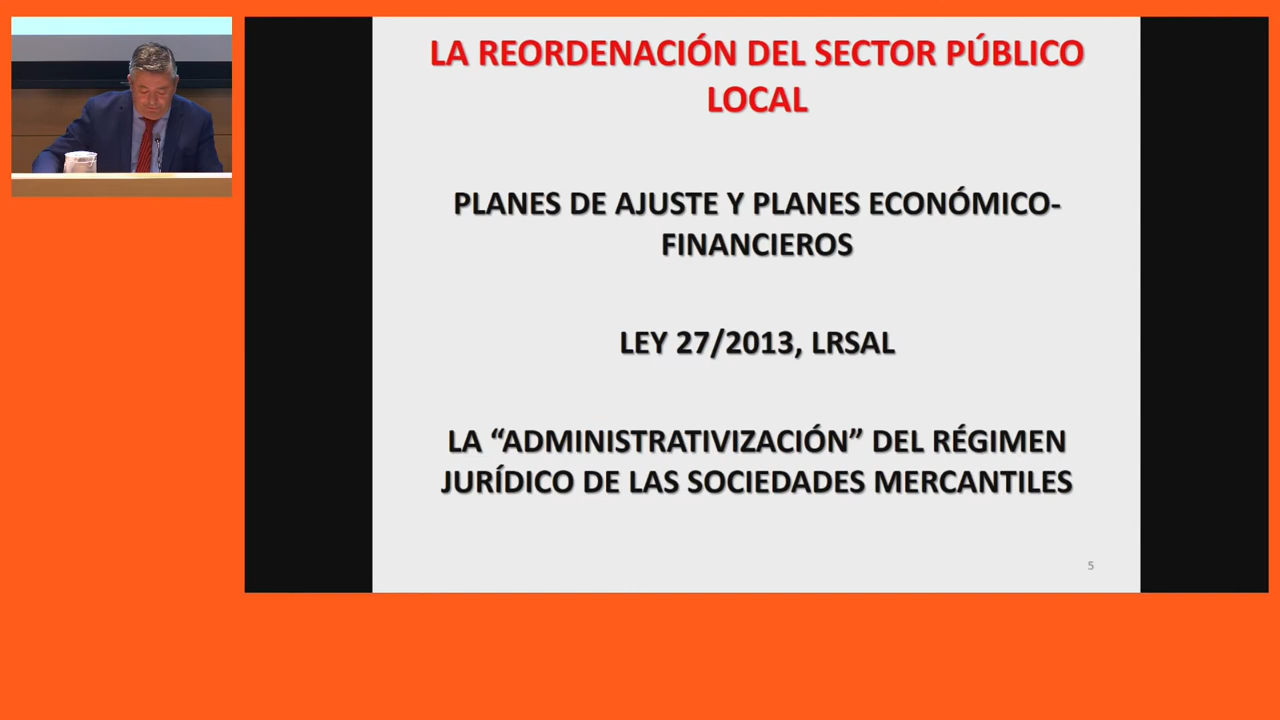 LA REORDENACIÓN DEL SECTOR PÚBLICO
LOCAL
PLANES DE AJUSTE Y PLANES ECONÓMICO-
FINANCIEROS
LEY 27/2013, LRSAL
LA “ADMINISTRATIVIZACIÓN” DEL RÉGIMEN
JURÍDICO DE LAS SOCIEDADES MERCANTILES
5